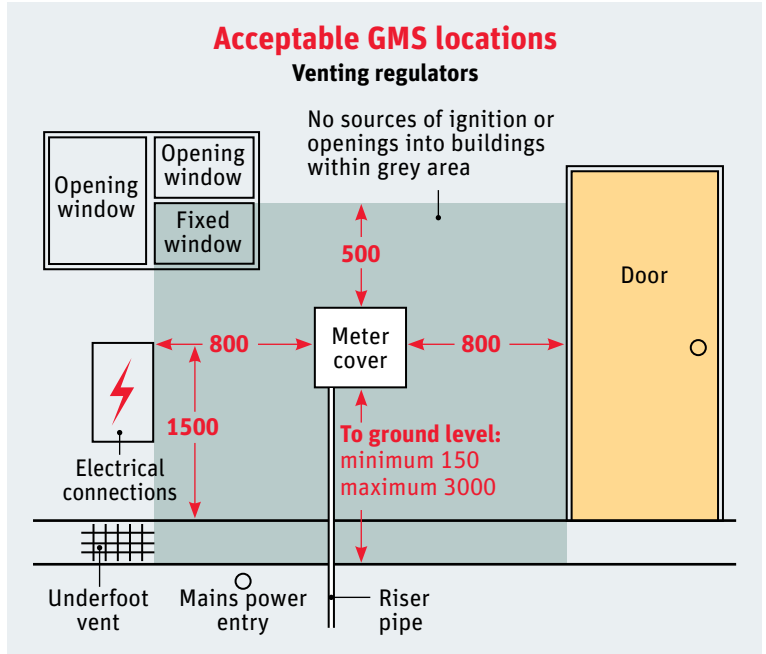 Acceptable GMS locations
Venting regulators
No sources of ignition or
openings into buildings
within grey area
Opening
window
Opening
window
Fixed
window
500
Door
800
Meter
cover
800
1500
To ground level:
minimum 150
maximum 3000
Electrical
connections
Underfoot
vent
Mains power
entry
Riser
pipe